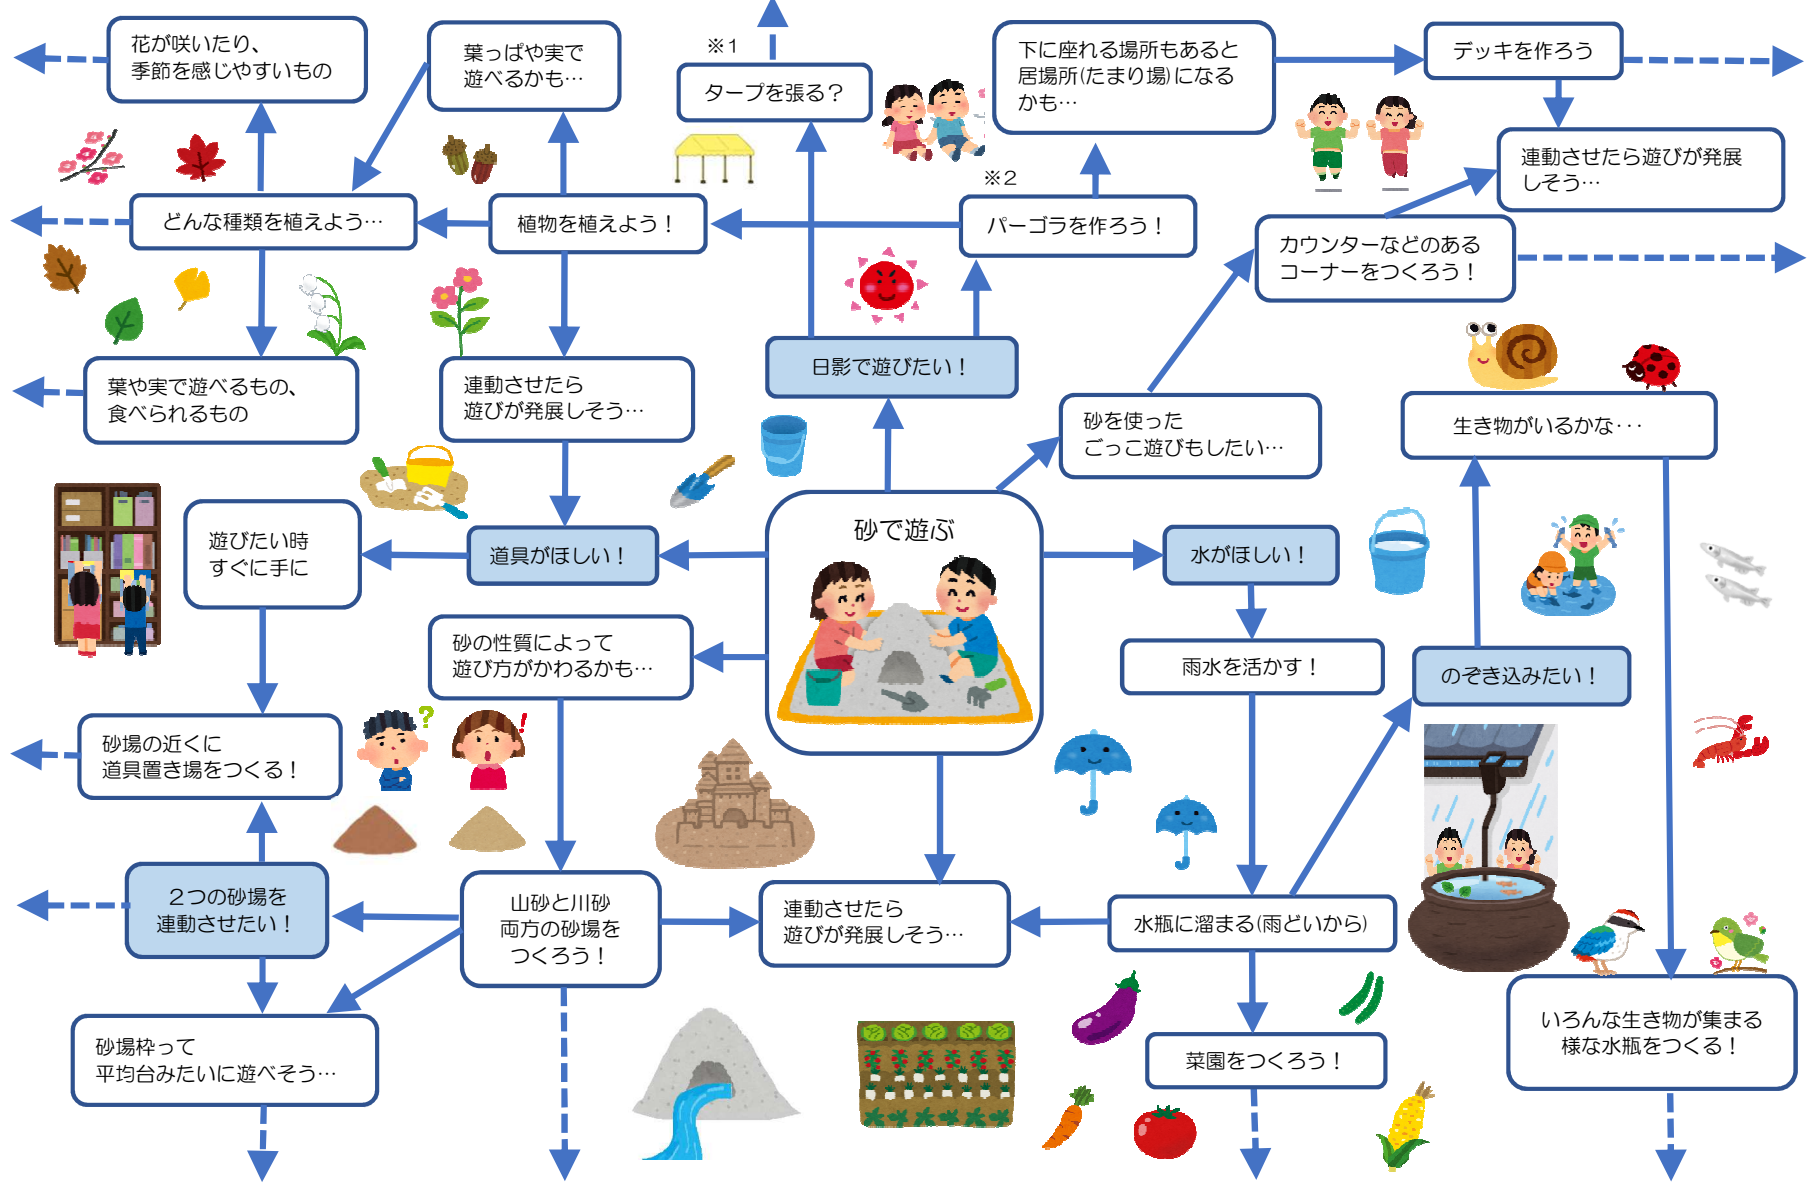 花が咲いたり、
季節を感じやすいもの
葉っぱや実で
遊べるかも…
※1
タープを張る？
下に座れる場所もあると
居場所(たまり場)になる
かも…
デッキを作ろう
連動させたら遊びが発展
しそう…
どんな種類を植えよう…
植物を植えよう！
※2
パーゴラを作ろう！
カウンターなどのある
コーナーをつくろう！
葉や実で遊べるもの、
食べられるもの
連動させたら
遊びが発展しそう…
日影で遊びたい！
砂を使った
ごっこ遊びもしたい…
生き物がいるかな･･･
遊びたい時
すぐに手に
道具がほしい！
砂で遊ぶ
水がほしい！
砂の性質によって
遊び方がかわるかも…
雨水を活かす！
のぞき込みたい！
砂場の近くに
道具置き場をつくる！
２つの砂場を
連動させたい！
山砂と川砂
両方の砂場を
つくろう！
連動させたら
遊びが発展しそう…
水瓶に溜まる(雨どいから)
砂場枠って
平均台みたいに遊べそう…
菜園をつくろう！
いろんな生き物が集まる
様な水瓶をつくる！